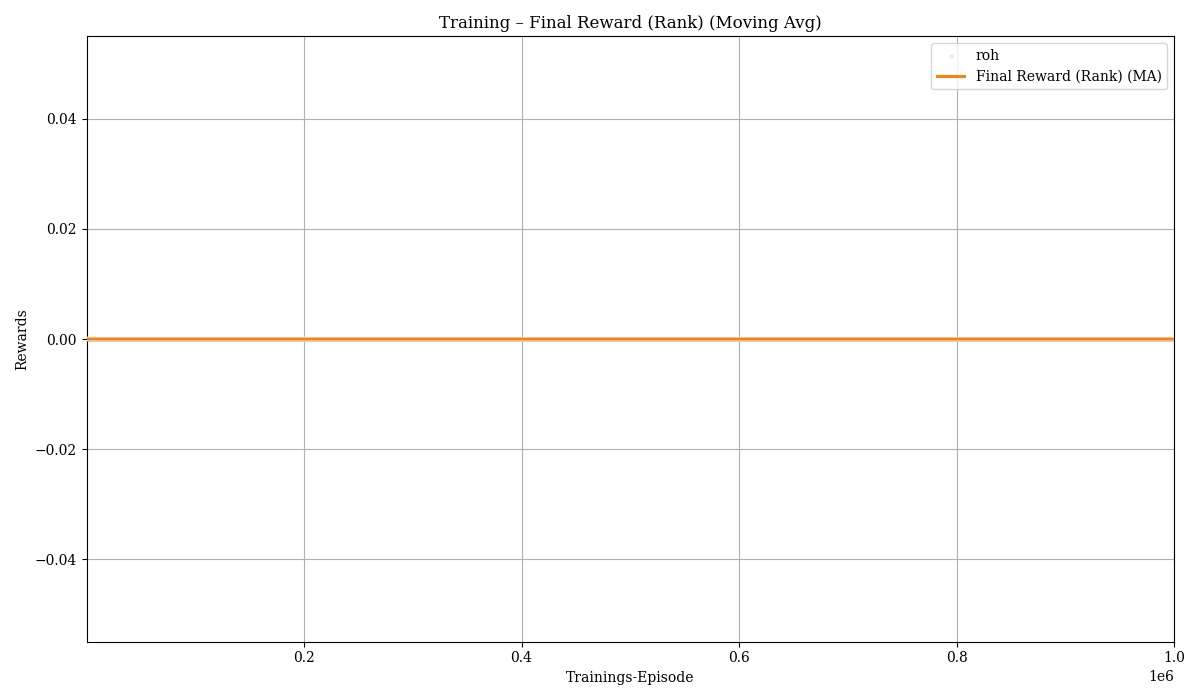 Training – Final Reward (Rank) (Moving Avg)
roh
Final Reward (Rank) (MA)
Rewards
0.04
0.02
0.00
−0.02
−0.04
0.2
0.4
0.6
0.8
1.0
1e6
Trainings-Episode